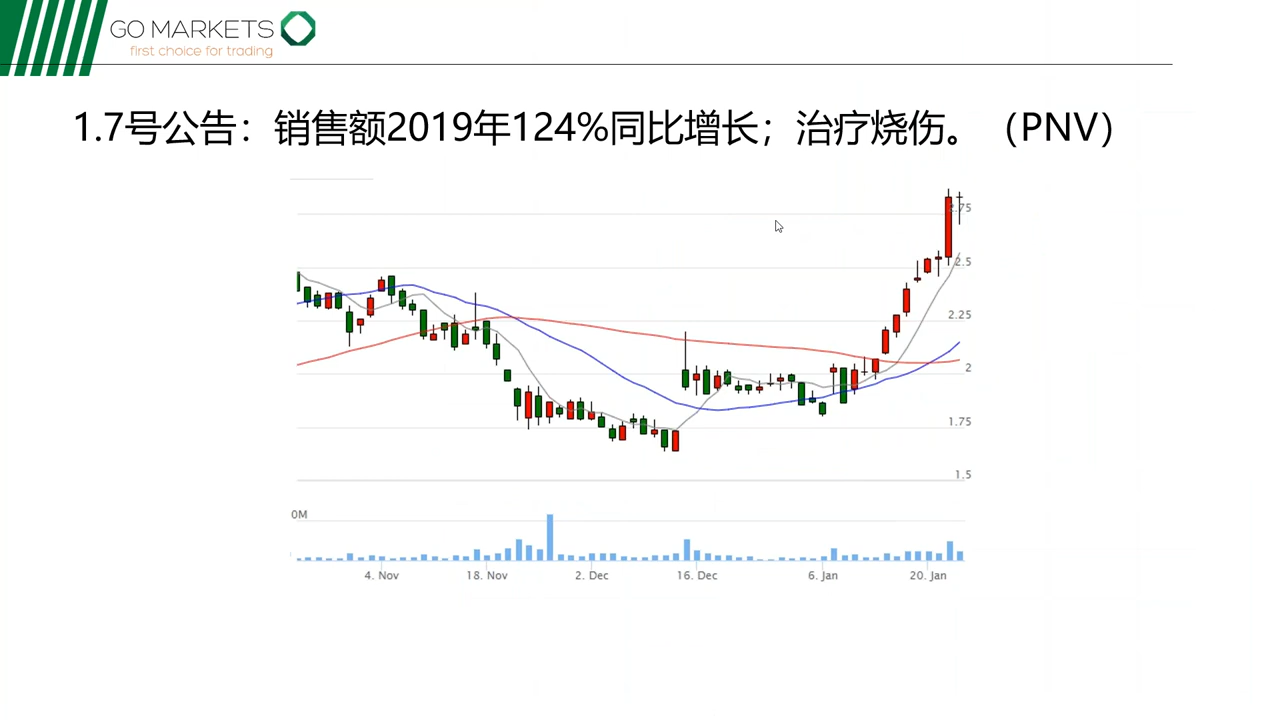 GO MARKETS
first choice for trading
1.7号公告：销售额2019年124%同比增长；治疗烧伤。（PNV）
2.75
2.5
2.25
2
1.75
1.5
0M
4. Nov 18. Nov 2. Dec 16. Dec 6. Jan 20. Jan